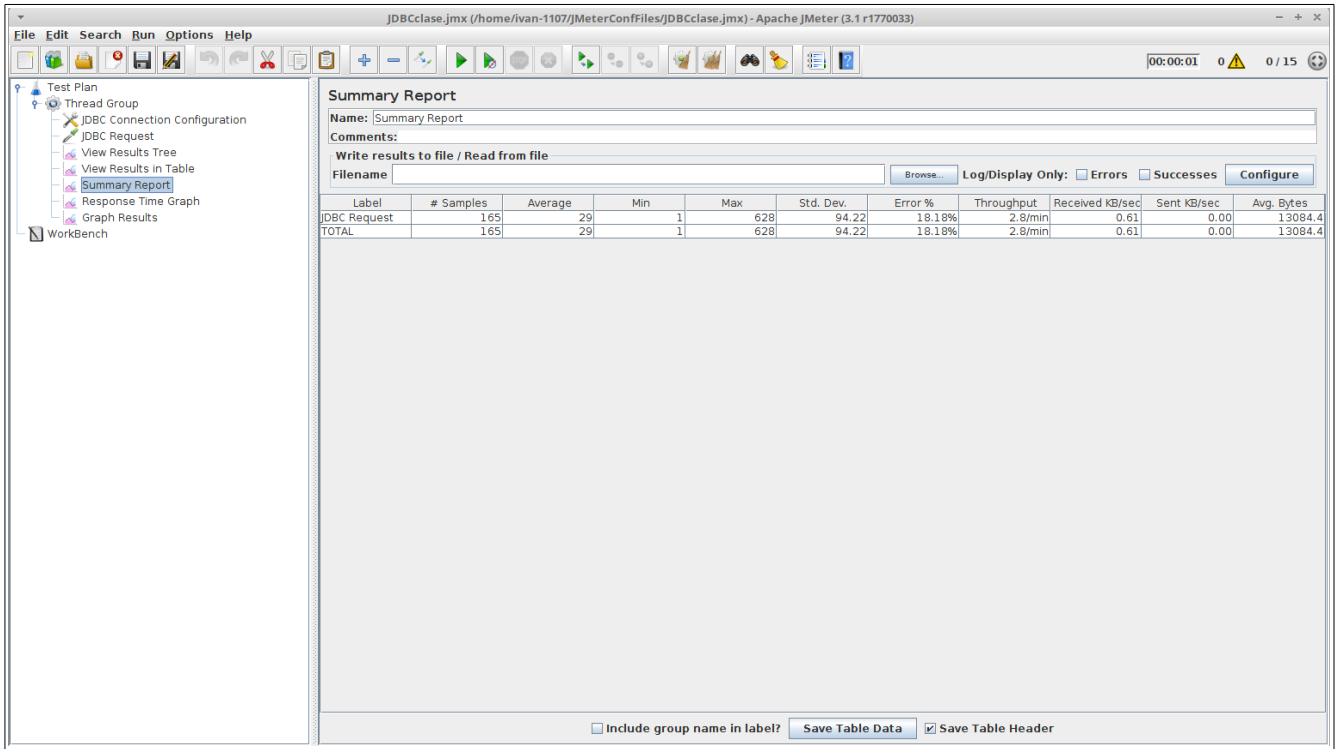 JDBCclase.jmx (/home/ivan-1107/JMeterConfFiles/JDBCclase.jmx) - Apache JMeter (3.1 r1770033)
File Edit Search Run Options Help
00:00:01 0 0 / 15
Test Plan
Thread Group
JDBC Connection Configuration
JDBC Request
View Results Tree
View Results in Table
Summary Report
Response Time Graph
Graph Results
WorkBench
Summary Report
Name: Summary Report
Comments:
Write results to file / Read from file
Filename Browse... Log/Display Only: Errors Successes Configure
Label # Samples Average Min Max Std. Dev. Error % Throughput Received KB/sec Sent KB/sec Avg. Bytes
JDBC Request 165 29 1 628 94.22 18.18% 2.8/min 0.61 0.00 13084.4
TOTAL 165 29 1 628 94.22 18.18% 2.8/min 0.61 0.00 13084.4
Include group name in label? Save Table Data Save Table Header